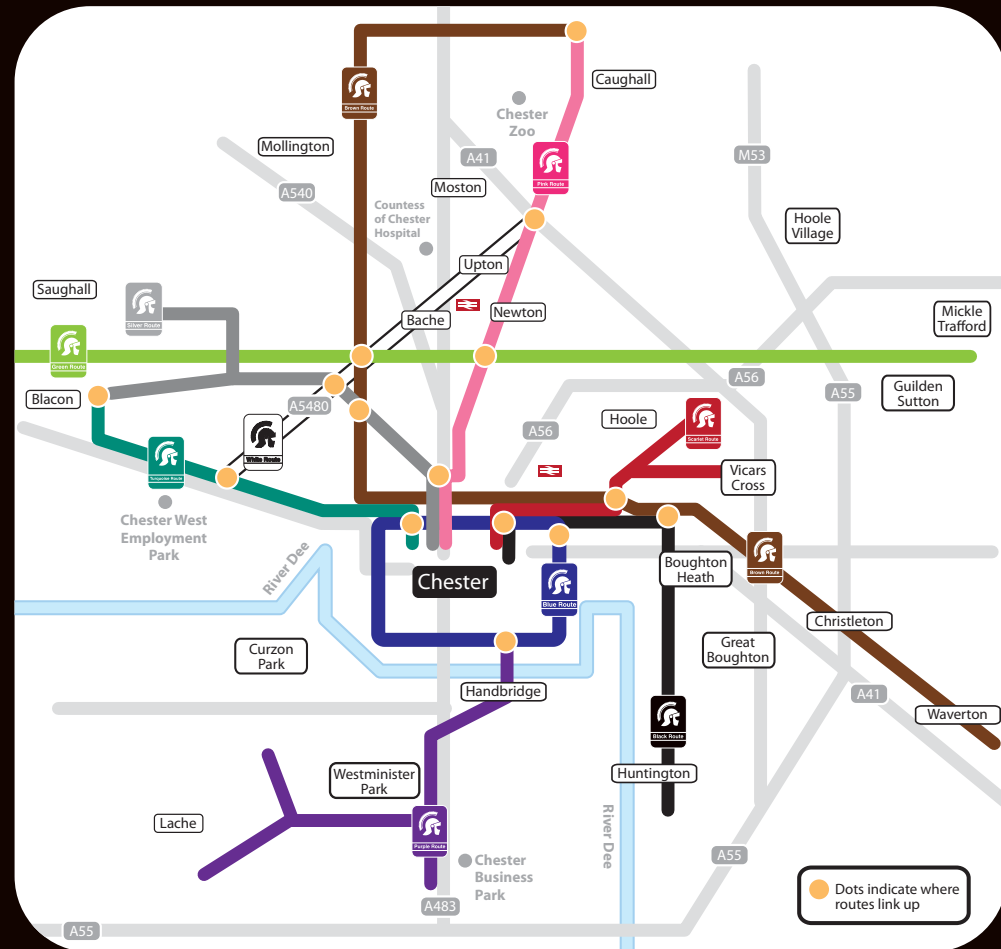 Brown Route
Caughall
Chester
Zoo
Mollington
A41
M53
Pink Route
Moston
A540
Countess
of Chester
Hospital
Hoole
Village
Upton
Saughall
Silver Route
Bache
Newton
Mickle
Trafford
Green Route
A56
Blacon
A5480
A55
Guilden
Sutton
Hoole
Scarlet Route
A56
White Route
Turquoise Route
Vicars
Cross
Chester West
Employment
Park
River Dee
Chester
Blue Route
Boughton
Heath
Brown Route
Christleton
Curzon
Park
Great
Boughton
Handbridge
A41
Waverton
Black Route
Westminister
Park
Huntington
Lache
Purple Route
River Dee
Chester
Business
Park
A55
A483
A55
Dots indicate where
routes link up